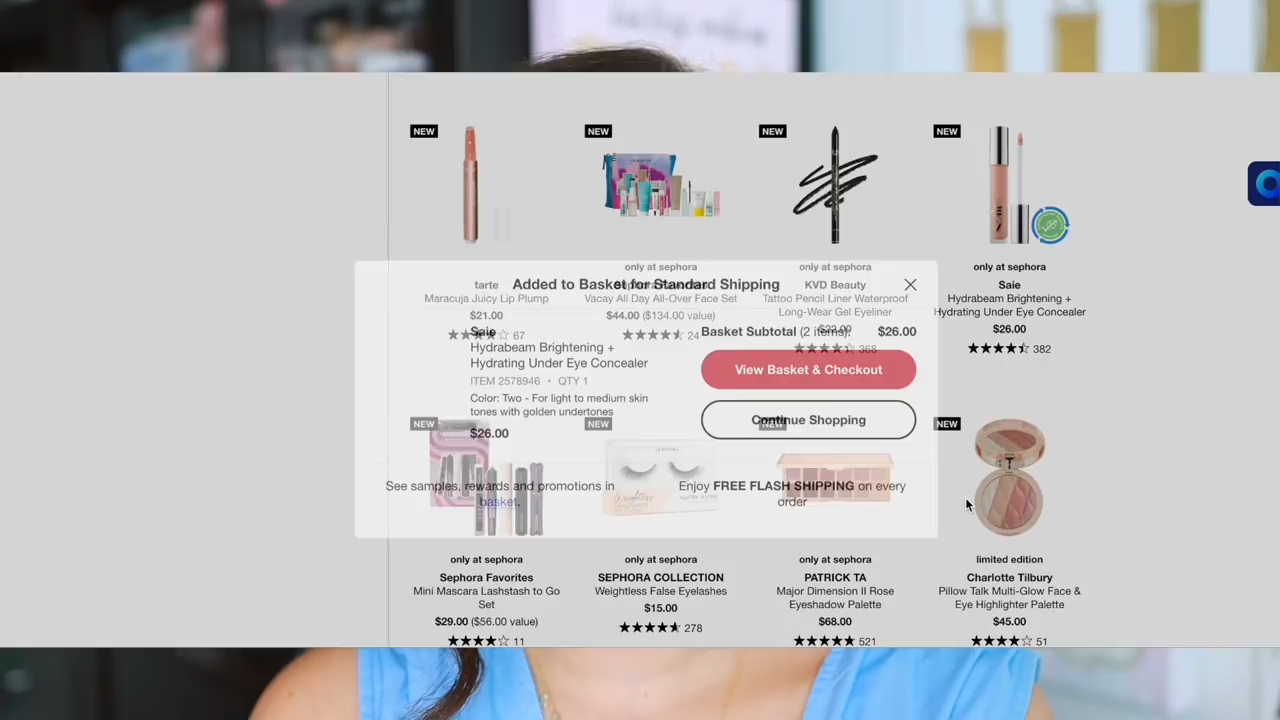 NEW
NEW
NEW
NEW
only at sephora
only at sephora
only at sephora
tarte
KVD Beauty
Saie
Maracuja Juicy Lip Plump
Vacay All Day All-Over Face Set
Tattoo Pencil Liner Waterproof
Long-Wear Gel Eyeliner
Hydrabeam Brightening +
Hydrating Under Eye Concealer
$21.00
$44.00 ($134.00 value)
$26.00
67
24
368
382
Added to Basket for Standard Shipping
Saie
Hydrabeam Brightening +
Hydrating Under Eye Concealer
ITEM 2578946 • QTY 1
Color: Two - For light to medium skin
tones with golden undertones
$26.00
Basket Subtotal (2 items): $26.00
View Basket & Checkout
Continue Shopping
See samples, rewards and promotions in
basket.
Enjoy FREE FLASH SHIPPING on every
order
NEW
NEW
NEW
NEW
only at sephora
only at sephora
only at sephora
limited edition
Sephora Favorites
SEPHORA COLLECTION
PATRICK TA
Charlotte Tilbury
Mini Mascara Lashstash to Go
Set
Weightless False Eyelashes
Major Dimension II Rose
Eyeshadow Palette
Pillow Talk Multi-Glow Face &
Eye Highlighter Palette
$29.00 ($56.00 value)
$15.00
$68.00
$45.00
11
278
521
51